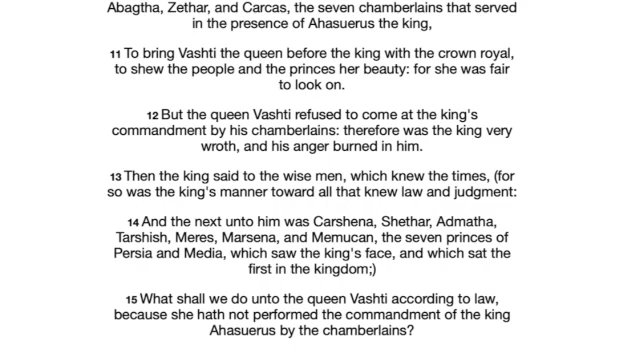 Abagtha, Zethar, and Carcas, the seven chamberlains that served
in the presence of Ahasuerus the king,
11 To bring Vashti the queen before the king with the crown royal,
to shew the people and the princes her beauty: for she was fair
to look on.
12 But the queen Vashti refused to come at the king's
commandment by his chamberlains: therefore was the king very
wroth, and his anger burned in him.
13 Then the king said to the wise men, which knew the times, (for
so was the king's manner toward all that knew law and judgment:
14 And the next unto him was Carshena, Shethar, Admatha,
Tarshish, Meres, Marsena, and Memucan, the seven princes of
Persia and Media, which saw the king's face, and which sat the
first in the kingdom;)
15 What shall we do unto the queen Vashti according to law,
because she hath not performed the commandment of the king
Ahasuerus by the chamberlains?